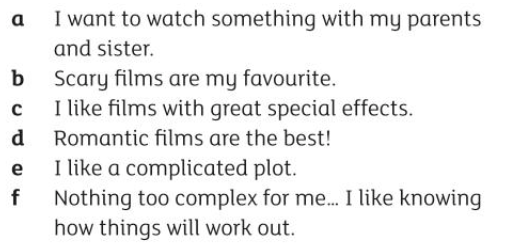 a I want to watch something with my parents
and sister.
b Scary films are my favourite.
c I like films with great special effects.
d Romantic films are the best!
e I like a complicated plot.
f Nothing too complex for me... I like knowing
how things will work out.